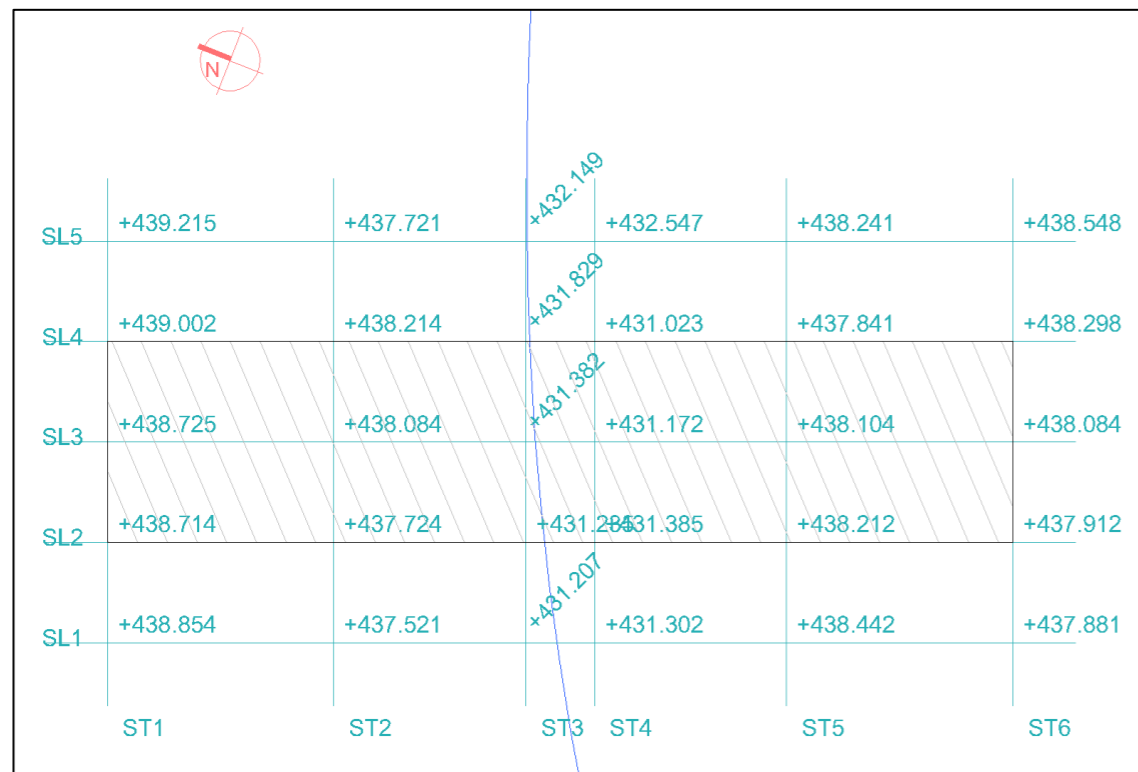 N
+432.149
SL5 +439.215 +437.721 +432.547 +438.241 +438.548
+431.829
SL4 +439.002 +438.214 +431.023 +437.841 +438.298
+431.382
SL3 +438.725 +438.084 +431.172 +438.104 +438.084
SL2 +438.714 +437.724 +431.385 +438.212 +437.912
+431.207
SL1 +438.854 +437.521 +431.302 +438.442 +437.881
ST1 ST2 ST3 ST4 ST5 ST6